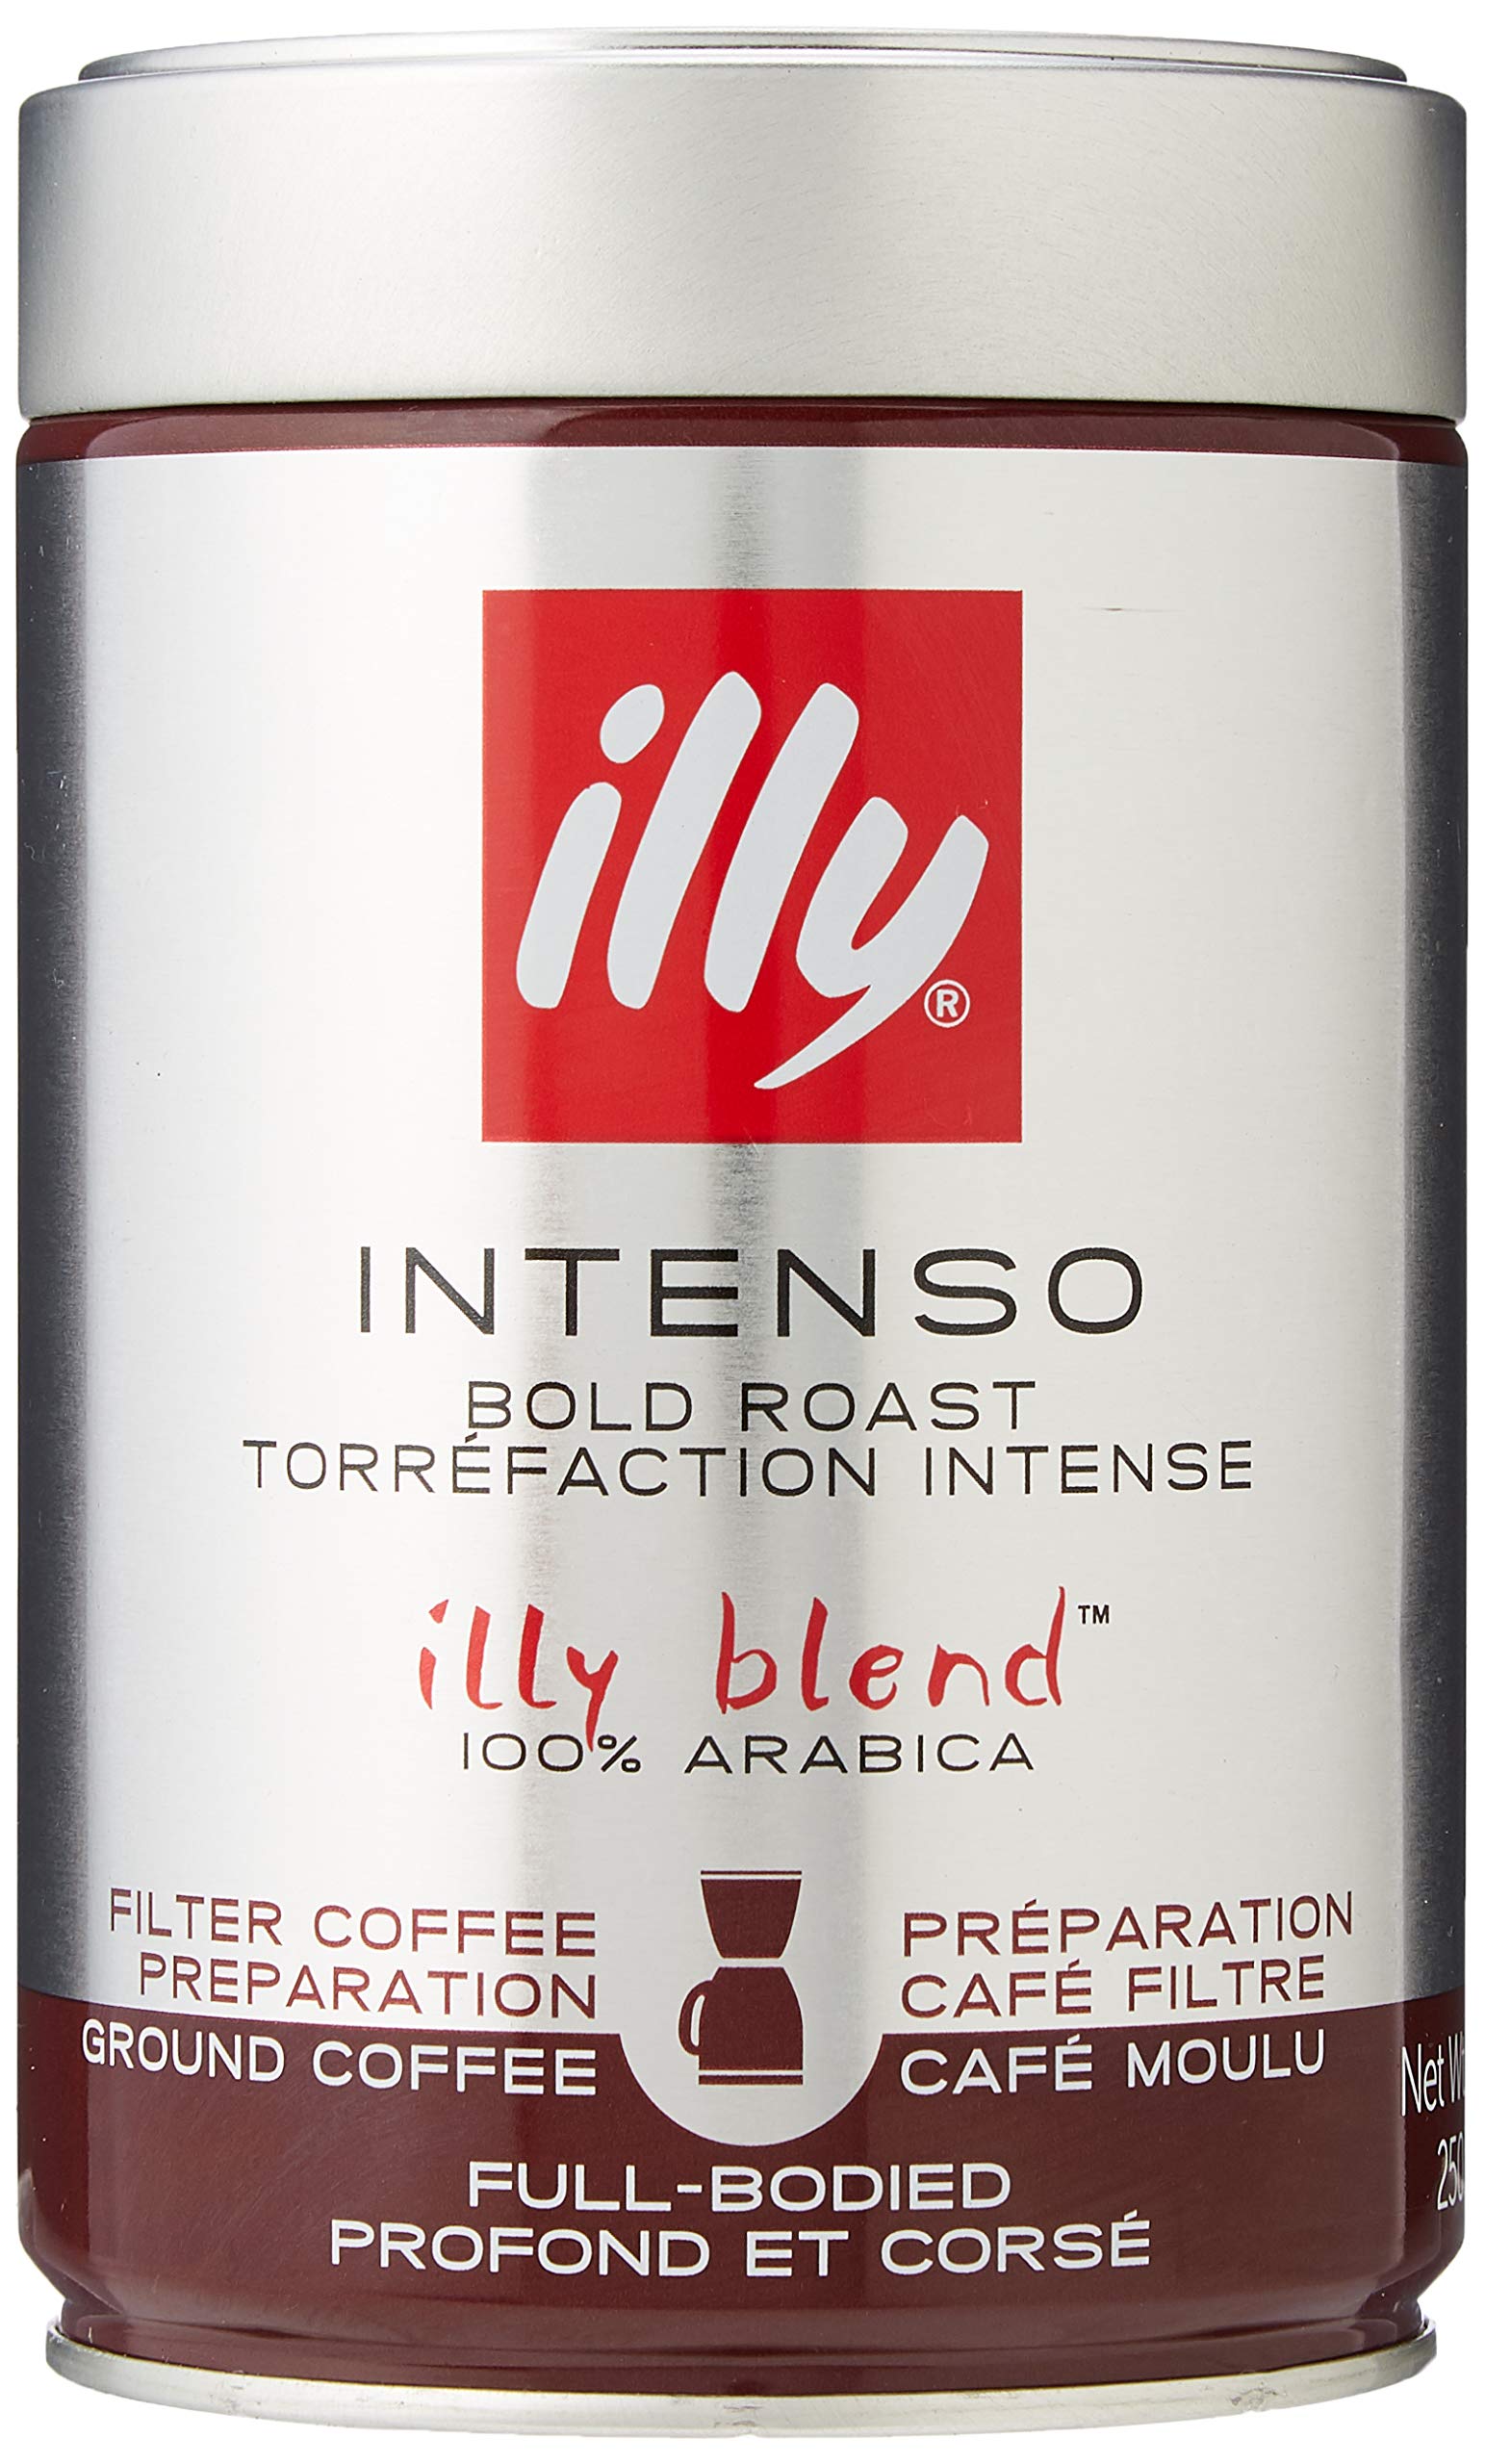 illy®
INTENSO
BOLD ROAST
TORRÉFACTION INTENSE
illy blend™
100% ARABICA
FILTER COFFEE
PREPARATION
GROUND COFFEE
PRÉPARATION
CAFÉ FILTRE
CAFÉ MOULU
Net
FULL-BODIED
PROFOND ET CORSÉ